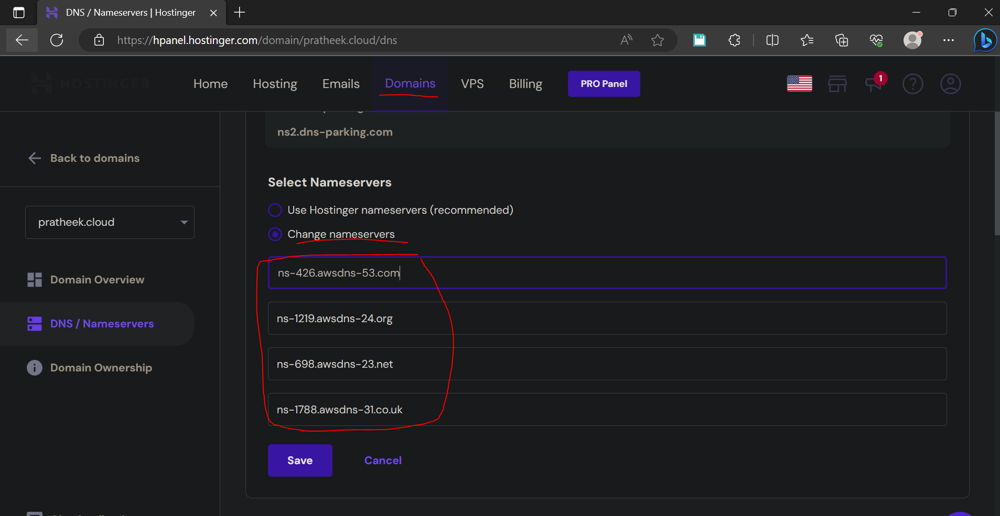 DNS / Nameservers | Hostinger
https://hpanel.hostinger.com/domain/pratheek.cloud/dns
HOSTINGER
Home
Hosting
Emails
Domains
VPS
Billing
PRO Panel
1
ns2.dns-parking.com
Back to domains
Select Nameservers
Use Hostinger nameservers (recommended)
pratheek.cloud
Change nameservers
ns-426.awsdns-53.com
Domain Overview
ns-1219.awsdns-24.org
DNS / Nameservers
ns-698.awsdns-23.net
Domain Ownership
ns-1788.awsdns-31.co.uk
Save
Cancel